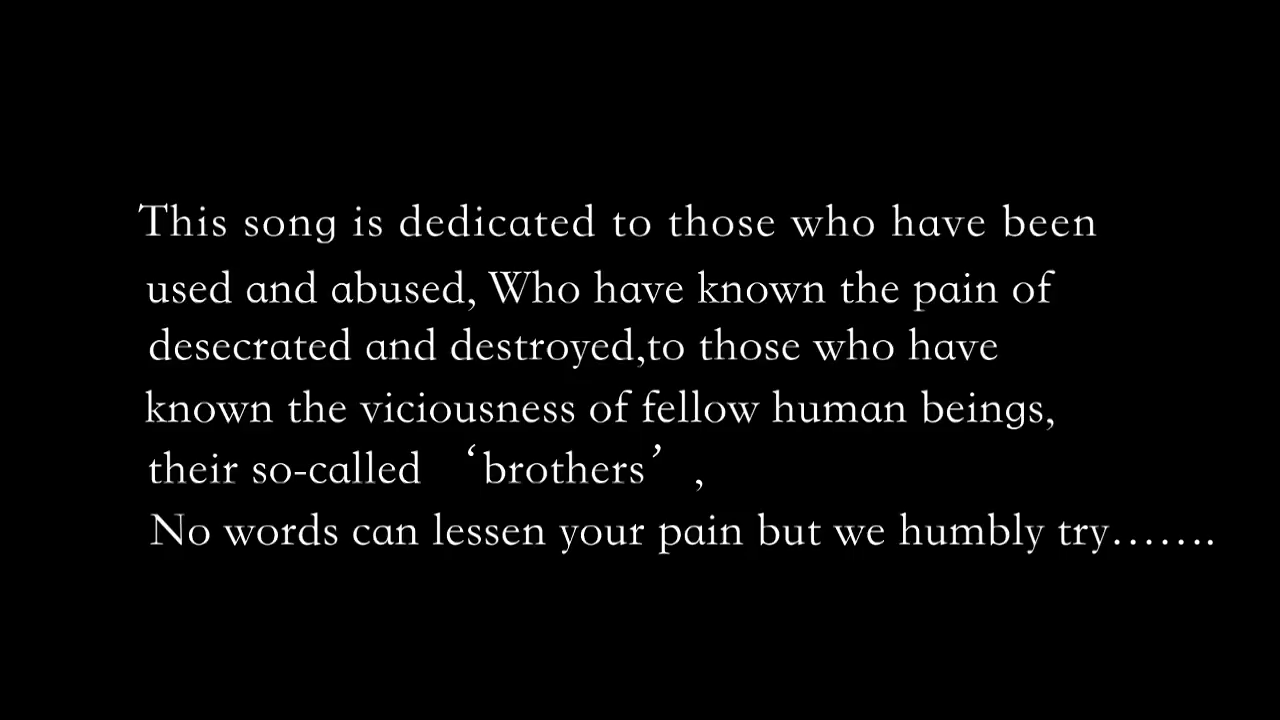 This song is dedicated to those who have been
used and abused, Who have known the pain of
desecrated and destroyed,to those who have
known the viciousness of fellow human beings,
their so-called ‘brothers’ ,
No words can lessen your pain but we humbly try.......